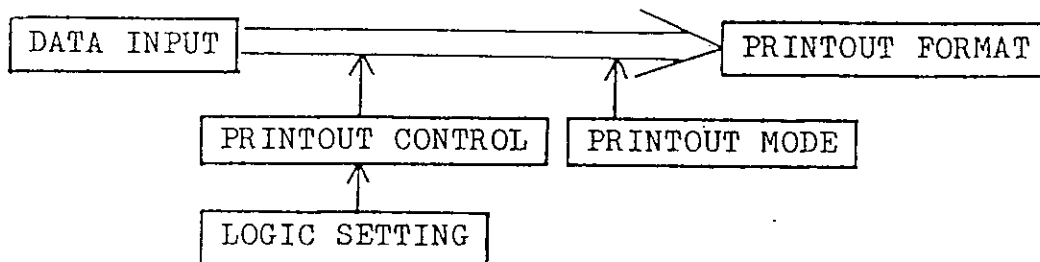 DATA INPUT
PRINTOUT FORMAT
PRINTOUT CONTROL
PRINTOUT MODE
LOGIC SETTING